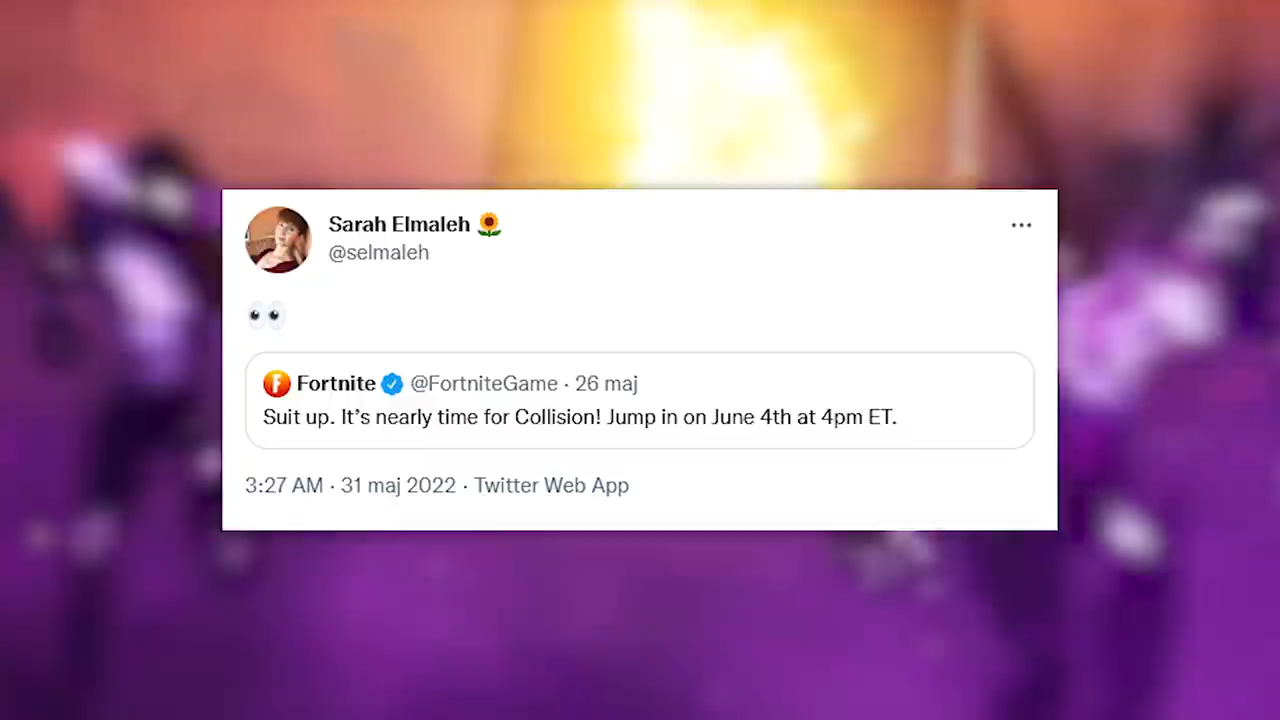 Sarah Elmaleh 🌻
@selmaleh
👀
Fortnite @FortniteGame · 26 maj
Suit up. It’s nearly time for Collision! Jump in on June 4th at 4pm ET.
3:27 AM · 31 maj 2022 · Twitter Web App